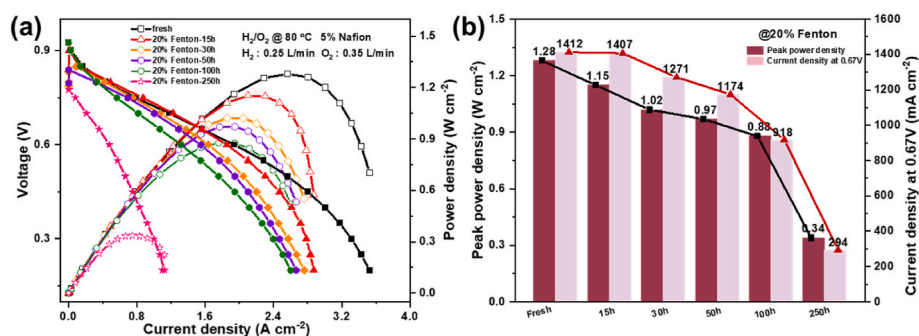 (a)
fresh
20% Fenton-15h
20% Fenton-30h
20% Fenton-50h
20% Fenton-100h
20% Fenton-250h
H2/O2 @ 80 °C 5% Nafion
H2 : 0.25 L/min O2 : 0.35 L/min
0.9
0.6
0.3
Voltage (V)
1.5
1.2
0.9
0.6
0.3
0.0
Power density (W cm-2)
0.0 0.6 1.2 1.8 2.4 3.0 3.6 4.0
Current density (A cm-2)
(b)
@20% Fenton
Peak power density
Current density at 0.67V
1.5
1.2
0.9
0.6
0.3
0.0
Peak power density (W cm-2)
1600
1400
1200
1000
800
600
400
200
0
Current density at 0.67V (mA cm-2)
1.28 1412
1.15 1407
1.02 1271
0.97 1174
0.88 918
0.34 294
Fresh 15h 30h 50h 100h 250h